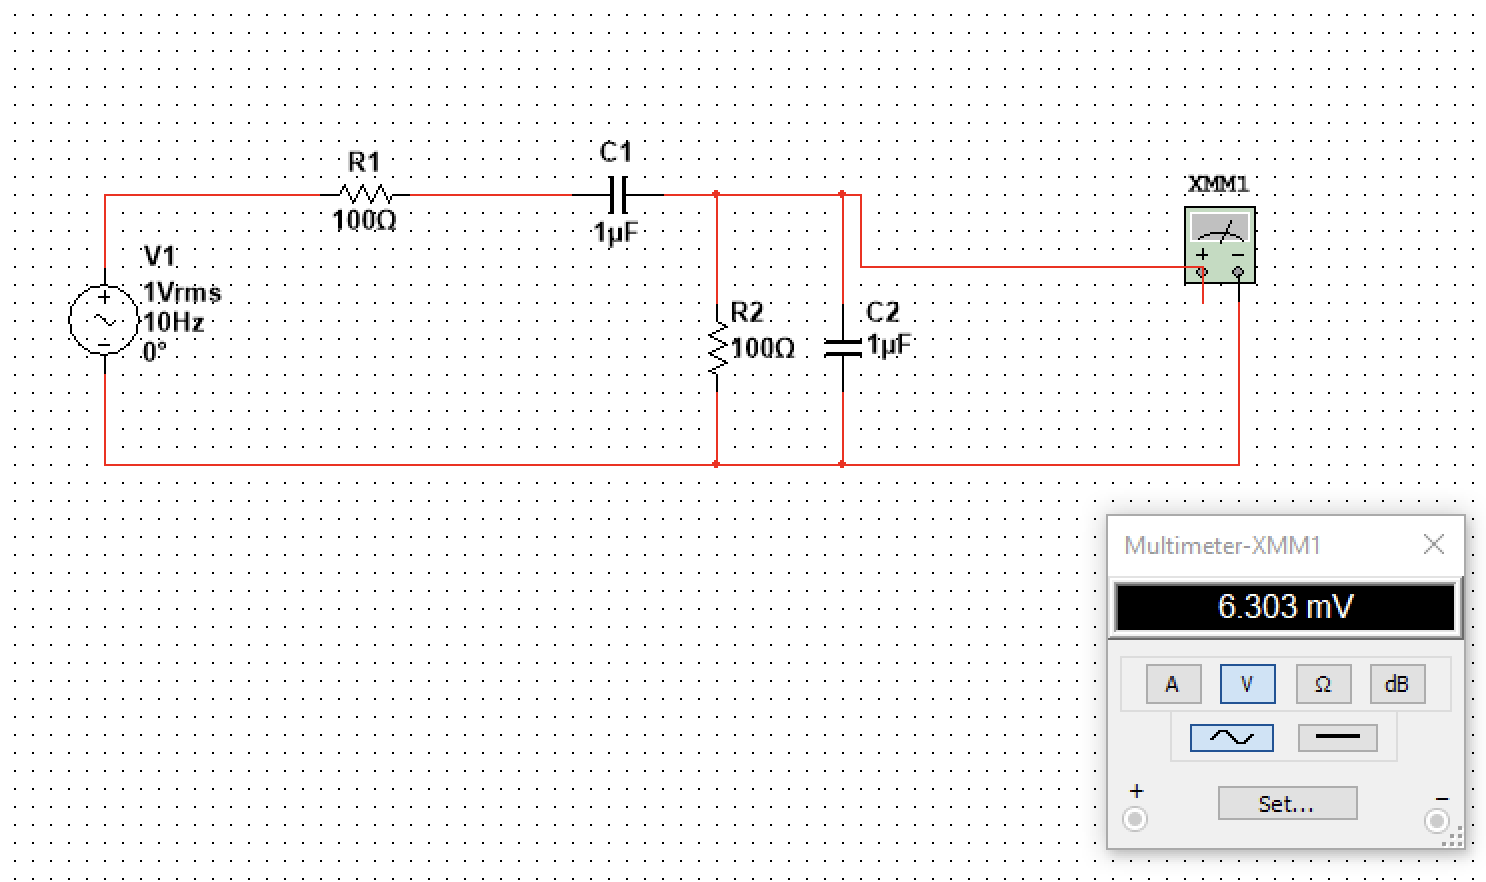 C1
R1
XMM1
100Ω
1µF
V1
1Vrms
10Hz
0°
R2
100Ω
C2
1µF
Multimeter-XMM1
6.303 mV
A
V
Ω
dB
+
Set...
−